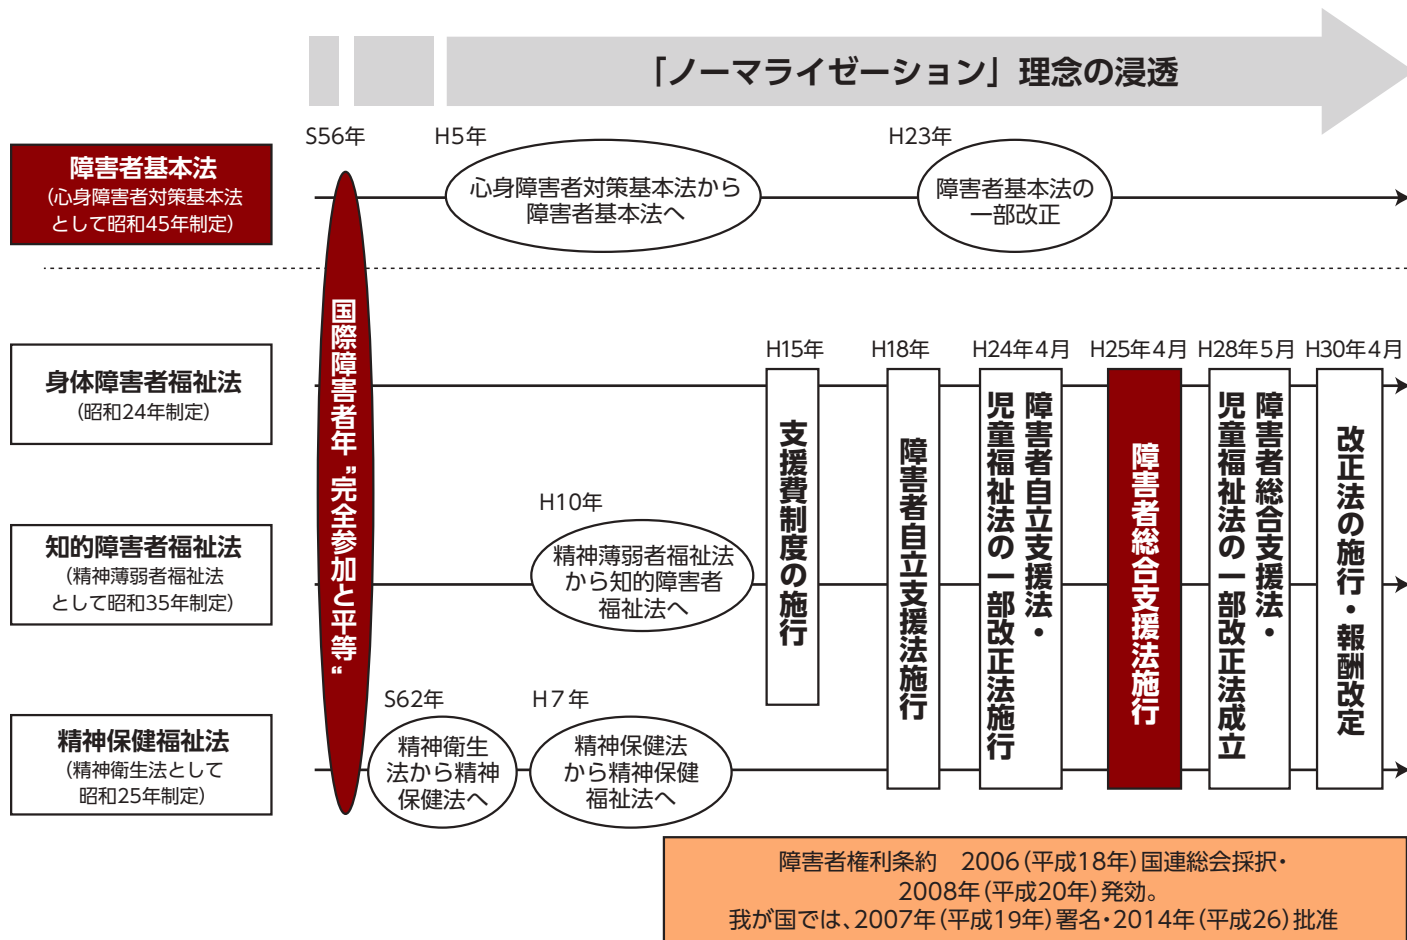 「ノーマライゼーション」理念の浸透
S56年
H5年
H23年
障害者基本法
(心身障害者対策基本法
として昭和45年制定)
心身障害者対策基本法から
障害者基本法へ
障害者基本法の
一部改正
国際障害者年 "完全参加と平等"
H15年
H18年
H24年4月
H25年4月
H28年5月
H30年4月
身体障害者福祉法
(昭和24年制定)
支援費制度の施行
障害者自立支援法施行
障害者自立支援法・
児童福祉法の一部改正法施行
障害者総合支援法施行
障害者総合支援法・
児童福祉法の一部改正法成立
改正法の施行・報酬改定
H10年
知的障害者福祉法
(精神薄弱者福祉法
として昭和35年制定)
精神薄弱者福祉法
から知的障害者
福祉法へ
S62年
H7年
精神保健福祉法
(精神衛生法として
昭和25年制定)
精神衛生
法から精神
保健法へ
精神保健法
から精神保健
福祉法へ
障害者権利条約　2006(平成18年)国連総会採択・
2008年(平成20年)発効。
我が国では、2007年(平成19年)署名・2014年(平成26)批准